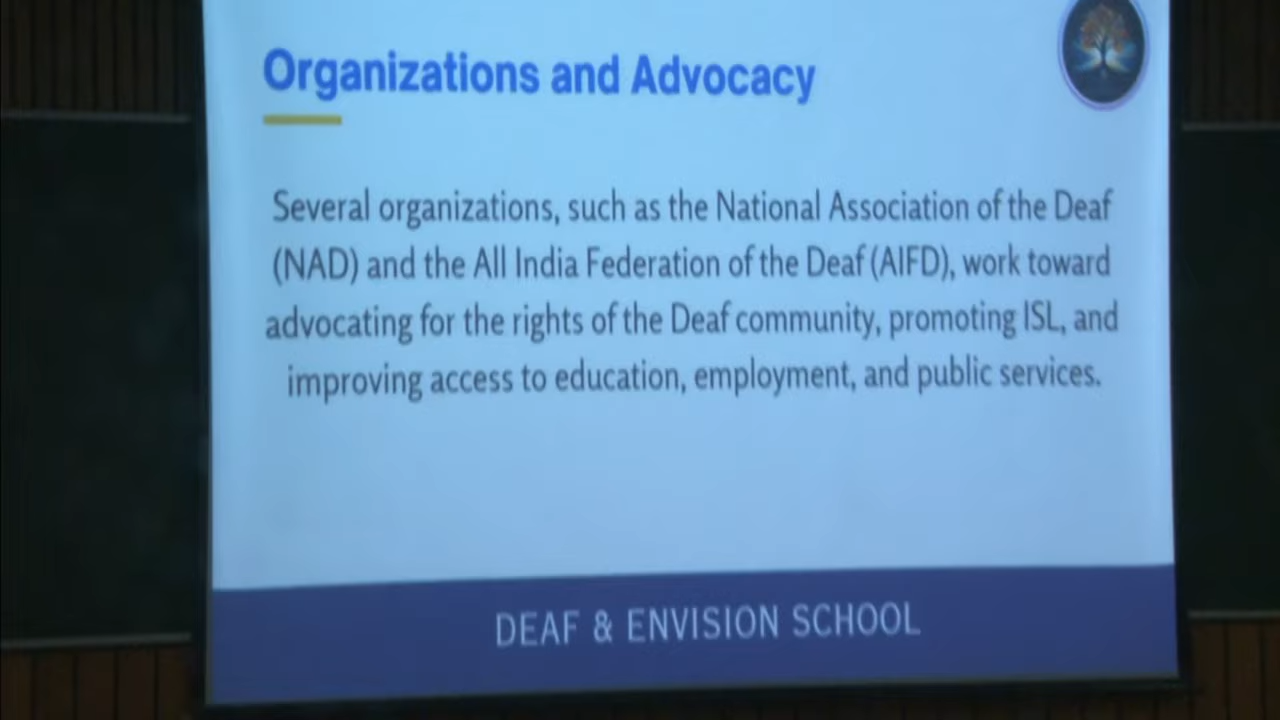 Organizations and Advocacy
Several organizations, such as the National Association of the Deaf
(NAD) and the All India Federation of the Deaf (AIFD), work toward
advocating for the rights of the Deaf community, promoting ISL, and
improving access to education, employment, and public services.
DEAF & ENVISION SCHOOL